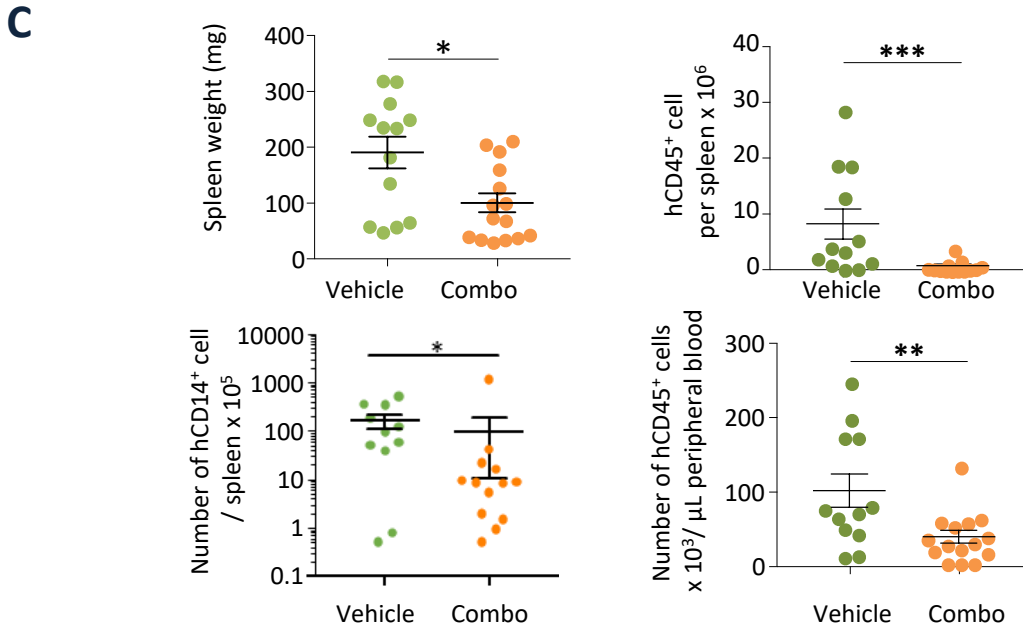 C
Spleen weight (mg)
400
300
200
100
0
*
Vehicle Combo
hCD45⁺ cell
per spleen x 10⁶
40
30
20
10
0
***
Vehicle Combo
Number of hCD14⁺ cell
/ spleen x 10⁵
10000
1000
100
10
1
0.1
*
Vehicle Combo
Number of hCD45⁺ cells
x 10³/ µL peripheral blood
300
200
100
0
**
Vehicle Combo